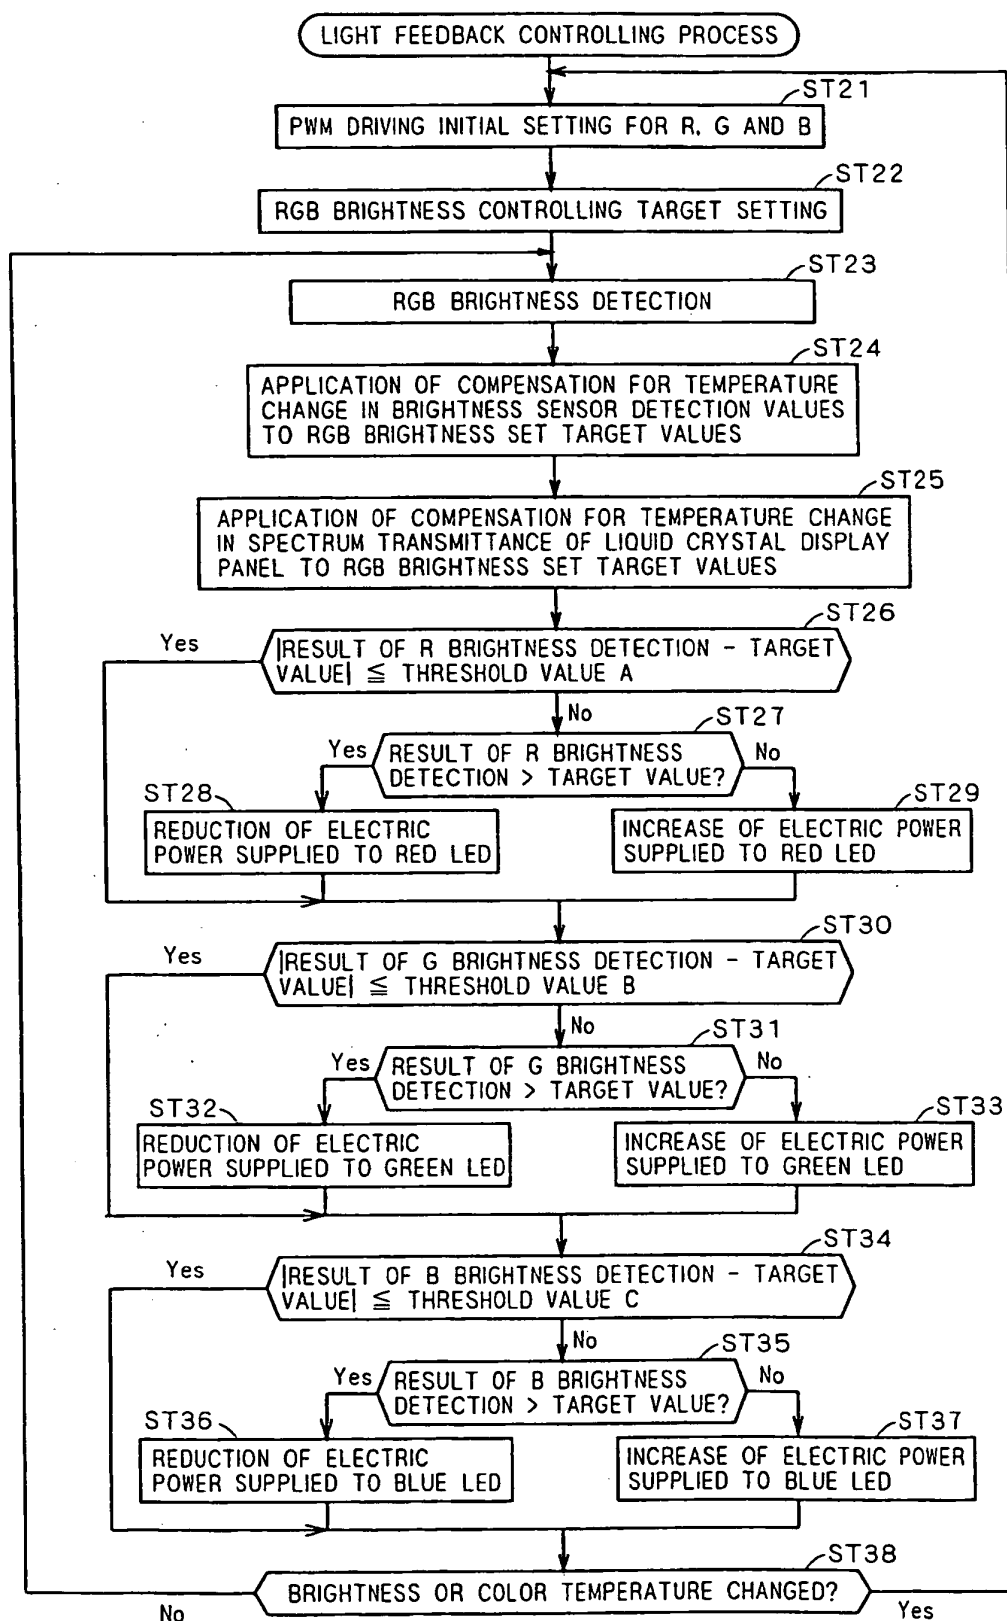 LIGHT FEEDBACK CONTROLLING PROCESS
ST21
PWM DRIVING INITIAL SETTING FOR R, G AND B
ST22
RGB BRIGHTNESS CONTROLLING TARGET SETTING
ST23
RGB BRIGHTNESS DETECTION
ST24
APPLICATION OF COMPENSATION FOR TEMPERATURE
CHANGE IN BRIGHTNESS SENSOR DETECTION VALUES
TO RGB BRIGHTNESS SET TARGET VALUES
ST25
APPLICATION OF COMPENSATION FOR TEMPERATURE CHANGE
IN SPECTRUM TRANSMITTANCE OF LIQUID CRYSTAL DISPLAY
PANEL TO RGB BRIGHTNESS SET TARGET VALUES
ST26
Yes
|RESULT OF R BRIGHTNESS DETECTION - TARGET
VALUE| ≦ THRESHOLD VALUE A
No
ST27
Yes
RESULT OF R BRIGHTNESS
DETECTION > TARGET VALUE?
No
ST28
REDUCTION OF ELECTRIC
POWER SUPPLIED TO RED LED
ST29
INCREASE OF ELECTRIC POWER
SUPPLIED TO RED LED
ST30
Yes
|RESULT OF G BRIGHTNESS DETECTION - TARGET
VALUE| ≦ THRESHOLD VALUE B
No
ST31
Yes
RESULT OF G BRIGHTNESS
DETECTION > TARGET VALUE?
No
ST32
REDUCTION OF ELECTRIC
POWER SUPPLIED TO GREEN LED
ST33
INCREASE OF ELECTRIC POWER
SUPPLIED TO GREEN LED
ST34
Yes
|RESULT OF B BRIGHTNESS DETECTION - TARGET
VALUE| ≦ THRESHOLD VALUE C
No
ST35
Yes
RESULT OF B BRIGHTNESS
DETECTION > TARGET VALUE?
No
ST36
REDUCTION OF ELECTRIC
POWER SUPPLIED TO BLUE LED
ST37
INCREASE OF ELECTRIC POWER
SUPPLIED TO BLUE LED
ST38
BRIGHTNESS OR COLOR TEMPERATURE CHANGED?
No
Yes